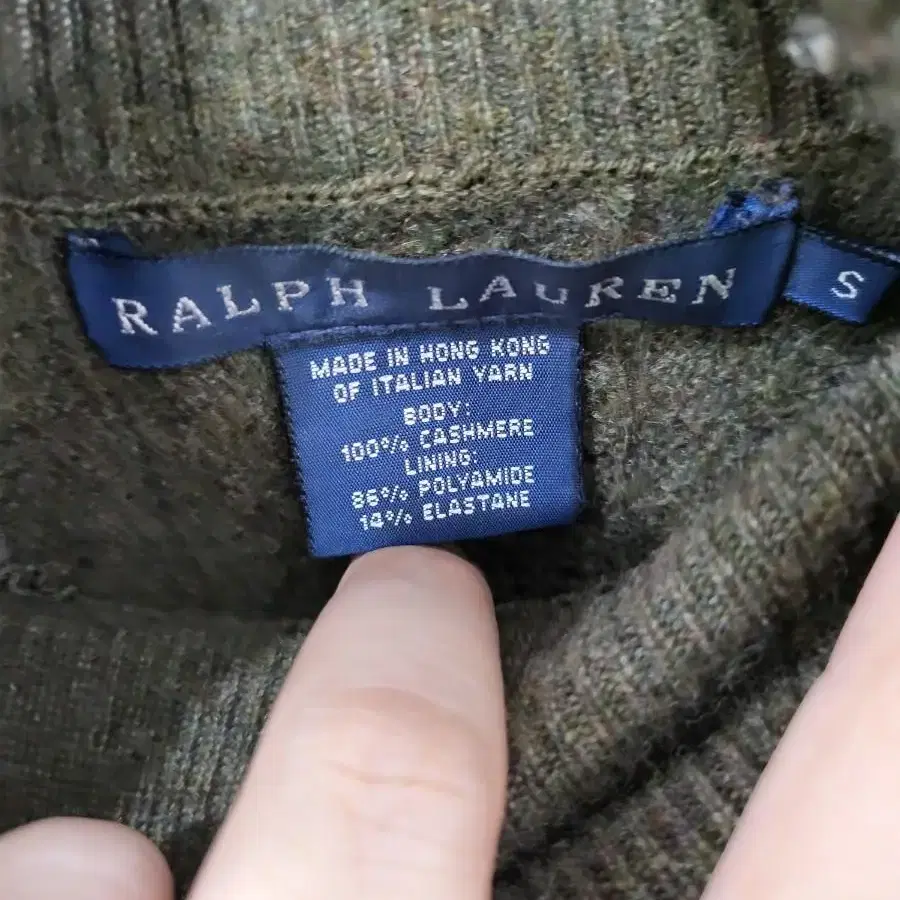 RALPH LAUREN
S
MADE IN HONG KONG
OF ITALIAN YARN
BODY:
100% CASHMERE
LINING:
86% POLYAMIDE
14% ELASTANE